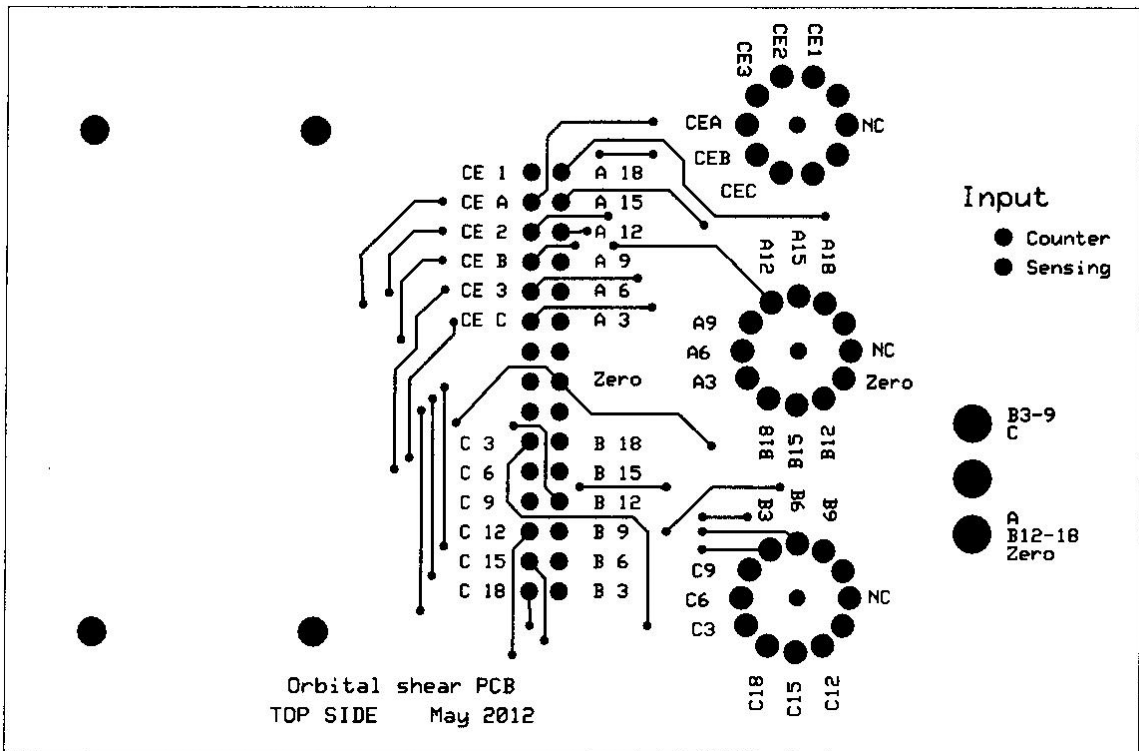 CE3
CE2
CE1
CEA
NC
CEB
CEC
CE 1
A 18
CE A
A 15
CE 2
A 12
CE B
A 9
CE 3
A 6
CE C
A 3
Zero
C 3
B 18
C 6
B 15
C 9
B 12
C 12
B 9
C 15
B 6
C 18
B 3
Input
Counter
Sensing
A12
A15
A18
A9
A6
NC
A3
Zero
B18
B15
B12
B3-9
C
A
B12-18
Zero
B3
B6
B9
C9
C6
NC
C3
C18
C15
C12
Orbital shear PCB
TOP SIDE May 2012